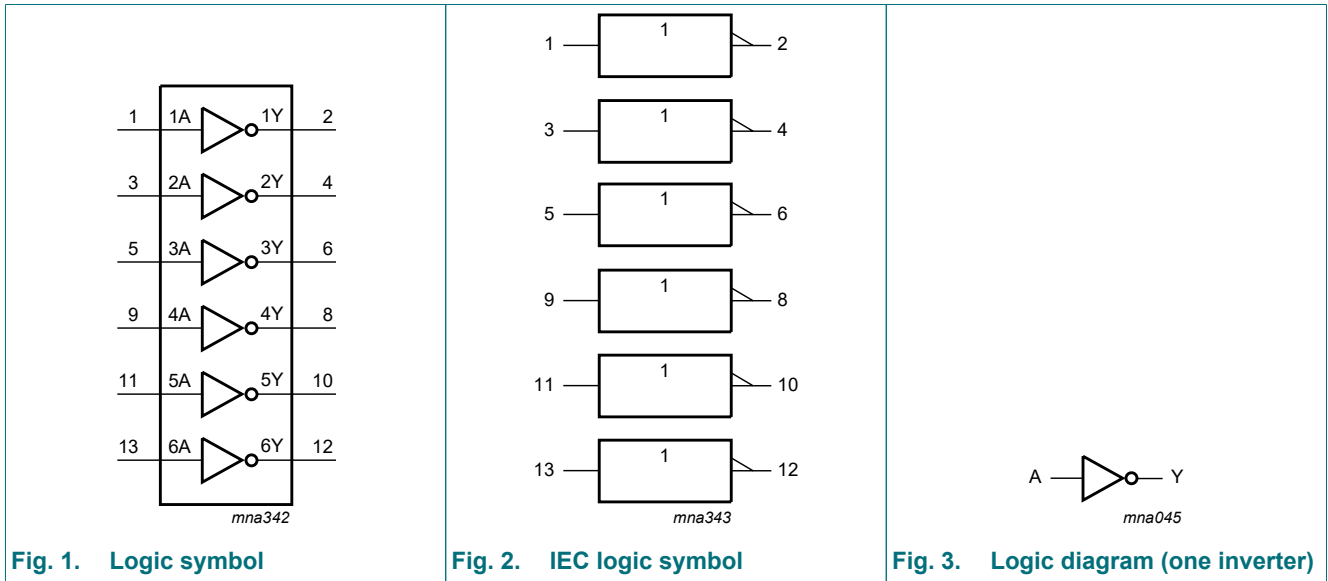 1 1A 1Y 2
3 2A 2Y 4
5 3A 3Y 6
9 4A 4Y 8
11 5A 5Y 10
13 6A 6Y 12
mna342
Fig. 1. Logic symbol
1 1 2
3 1 4
5 1 6
9 1 8
11 1 10
13 1 12
mna343
Fig. 2. IEC logic symbol
A Y
mna045
Fig. 3. Logic diagram (one inverter)